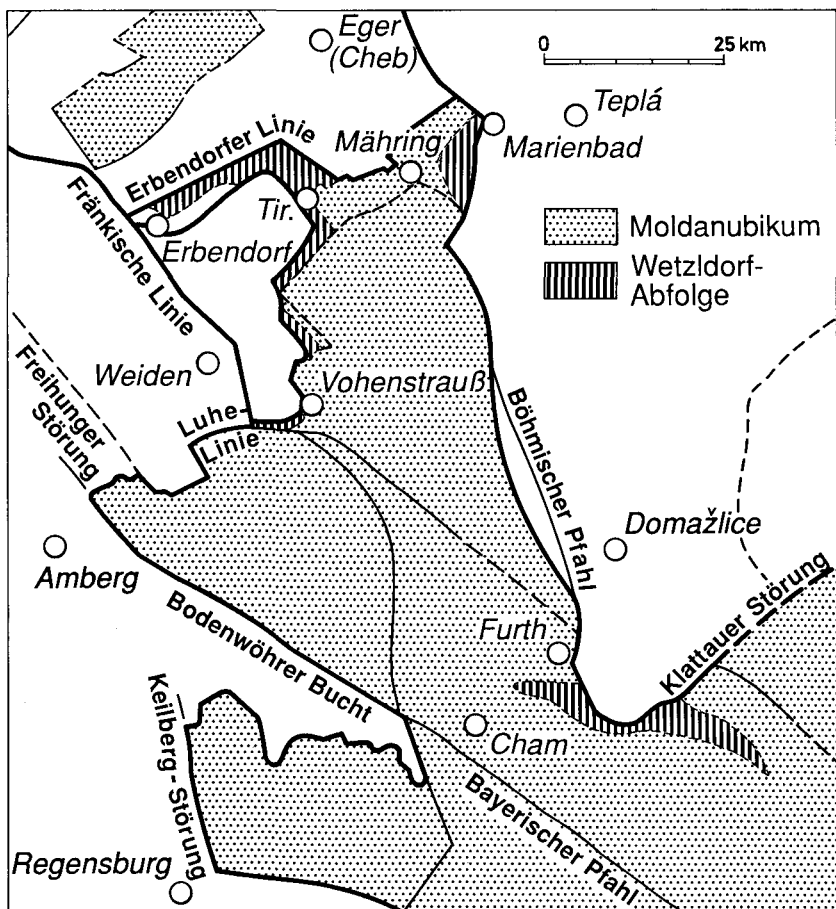 Eger
(Cheb)
0 25 km
Teplá
Erbendorfer Linie
Mähring
Marienbad
Fränkische Linie
Tir.
Erbendorf
Moldanubikum
Wetzldorf-
Abfolge
Weiden
Vohenstrauß
Freihunger
Störung
Luhe-
Linie
Böhmischer Pfahl
Domažlice
Amberg
Bodenwöhrer Bucht
Furth
Klattauer Störung
Keilberg-Störung
Cham
Bayerischer Pfahl
Regensburg